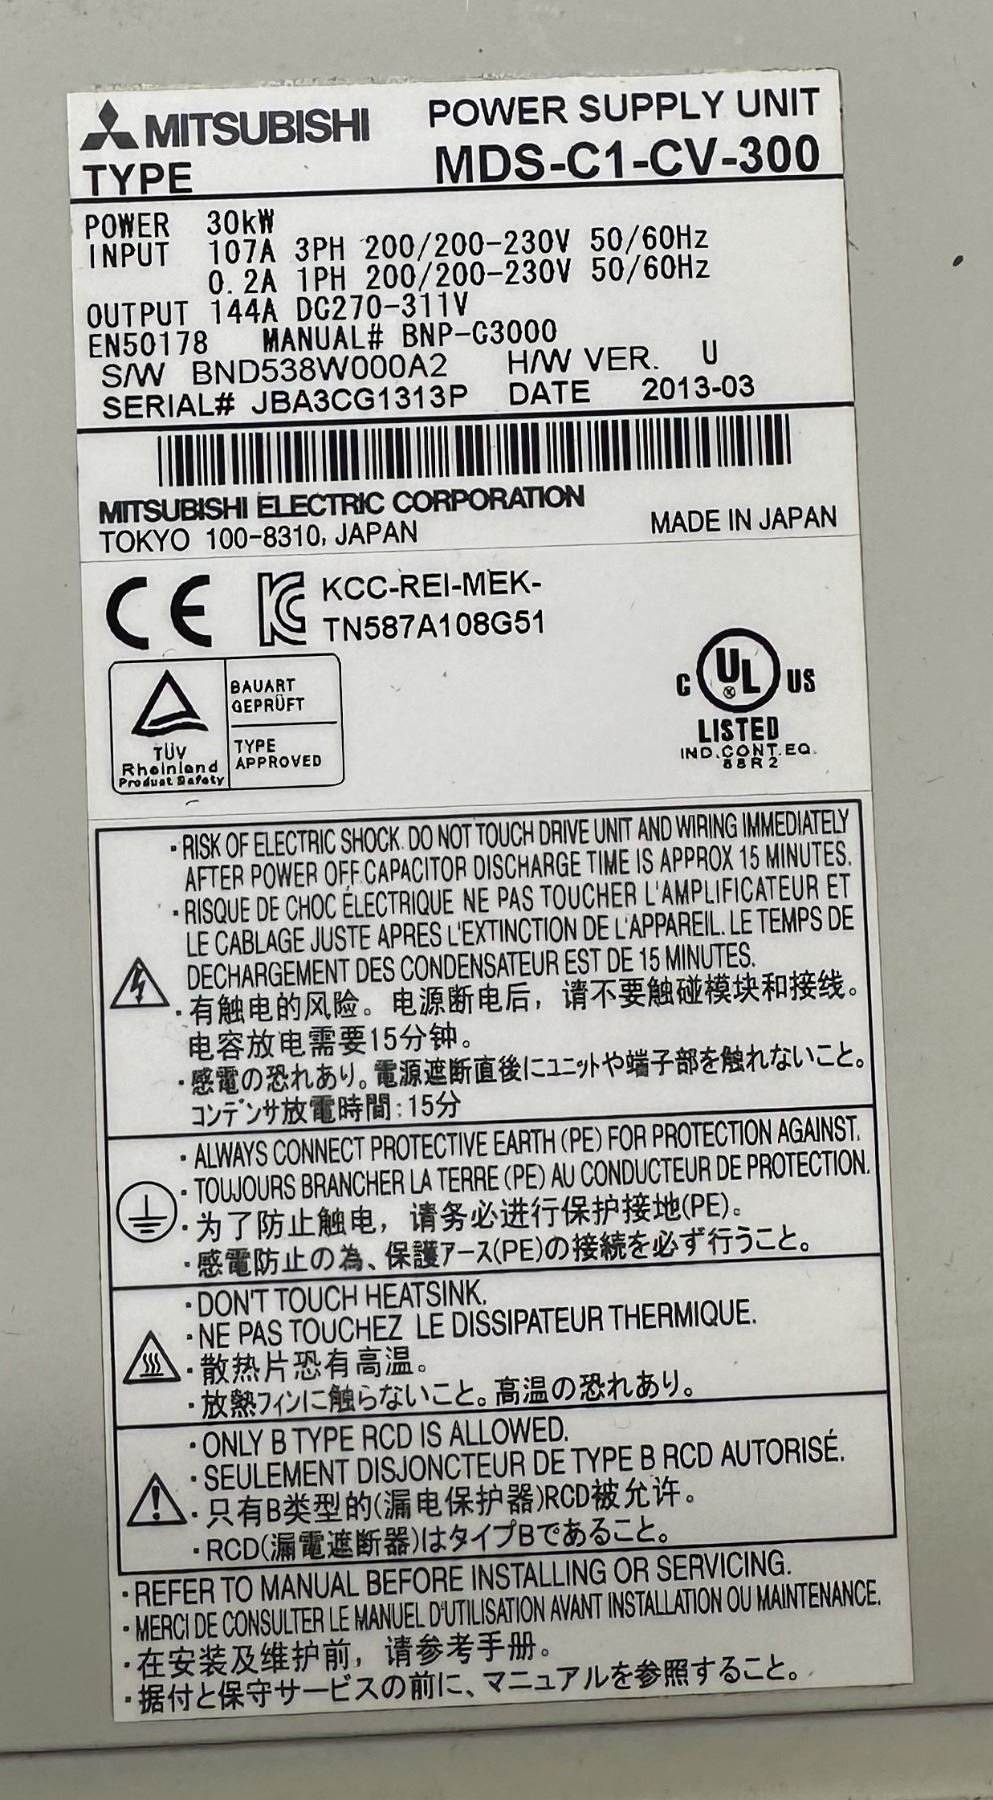 MITSUBISHI POWER SUPPLY UNIT
TYPE MDS-C1-CV-300
POWER 30kW
INPUT 107A 3PH 200/200-230V 50/60Hz
0.2A 1PH 200/200-230V 50/60Hz
OUTPUT 144A DC270-311V
EN50178 MANUAL# BNP-C3000
S/W BND538W000A2 H/W VER. U
SERIAL# JBA3CG1313P DATE 2013-03
MITSUBISHI ELECTRIC CORPORATION
TOKYO 100-8310, JAPAN MADE IN JAPAN
CE KC KCC-REI-MEK-
TN587A108G51
TÜV
Rheinland
Product Safety
BAUART
GEPRÜFT
TYPE
APPROVED
C UL US
LISTED
IND.CONT.EQ.
88R2
・RISK OF ELECTRIC SHOCK. DO NOT TOUCH DRIVE UNIT AND WIRING IMMEDIATELY
AFTER POWER OFF.CAPACITOR DISCHARGE TIME IS APPROX 15 MINUTES.
・RISQUE DE CHOC ÉLECTRIQUE NE PAS TOUCHER L'AMPLIFICATEUR ET
LE CABLAGE JUSTE APRES L'EXTINCTION DE L'APPAREIL. LE TEMPS DE
DECHARGEMENT DES CONDENSATEUR EST DE 15 MINUTES.
・有触电的风险。电源断电后，请不要触碰模块和接线。
电容放电需要15分钟。
・感電の恐れあり。電源遮断直後にユニットや端子部を触れないこと。
コンデンサ放電時間:15分
・ALWAYS CONNECT PROTECTIVE EARTH (PE) FOR PROTECTION AGAINST.
・TOUJOURS BRANCHER LA TERRE (PE) AU CONDUCTEUR DE PROTECTION.
・为了防止触电，请务必进行保护接地(PE)。
・感電防止の為、保護アース(PE)の接続を必ず行うこと。
・DON'T TOUCH HEATSINK.
・NE PAS TOUCHEZ LE DISSIPATEUR THERMIQUE.
・散热片恐有高温。
・放熱フィンに触らないこと。高温の恐れあり。
・ONLY B TYPE RCD IS ALLOWED.
・SEULEMENT DISJONCTEUR DE TYPE B RCD AUTORISÉ.
・只有B类型的(漏电保护器)RCD被允许。
・RCD(漏電遮断器)はタイプBであること。
・REFER TO MANUAL BEFORE INSTALLING OR SERVICING.
・MERCI DE CONSULTER LE MANUEL D'UTILISATION AVANT INSTALLATION OU MAINTENANCE.
・在安装及维护前，请参考手册。
・据付と保守サービスの前に、マニュアルを参照すること。